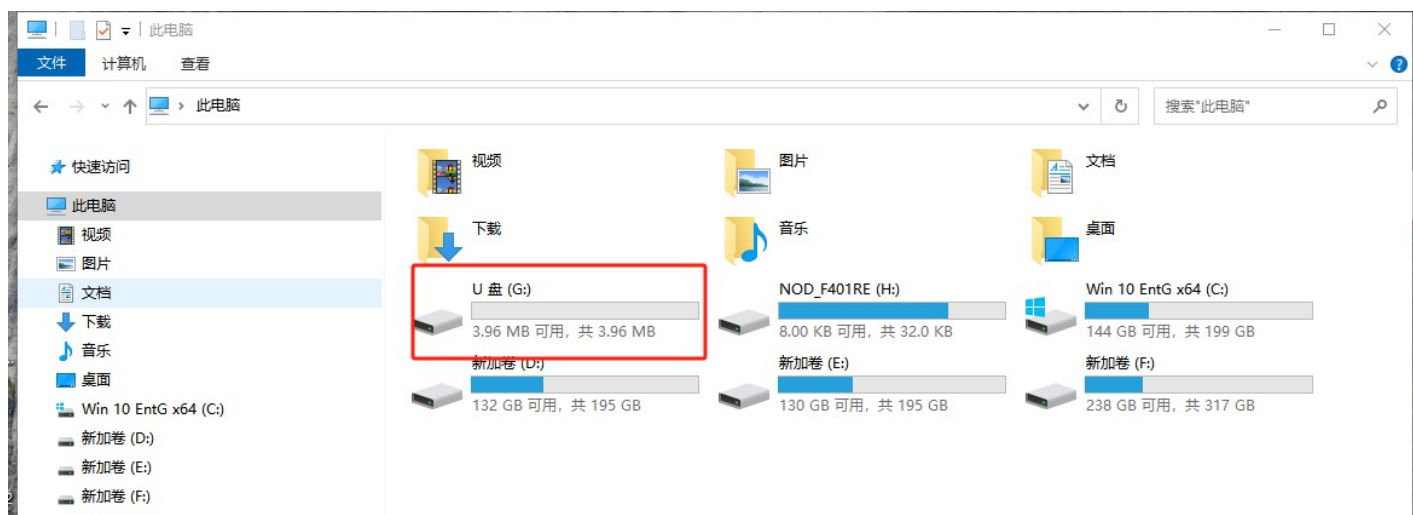 此电脑
文件 计算机 查看
此电脑
搜索"此电脑"
快速访问
此电脑
视频
图片
文档
下载
音乐
桌面
Win 10 EntG x64 (C:)
新加卷 (D:)
新加卷 (E:)
新加卷 (F:)
视频 图片 文档
下载 音乐 桌面
U 盘 (G:) NOD_F401RE (H:) Win 10 EntG x64 (C:)
3.96 MB 可用，共 3.96 MB 8.00 KB 可用，共 32.0 KB 144 GB 可用，共 199 GB
新加卷 (D:) 新加卷 (E:) 新加卷 (F:)
132 GB 可用，共 195 GB 130 GB 可用，共 195 GB 238 GB 可用，共 317 GB